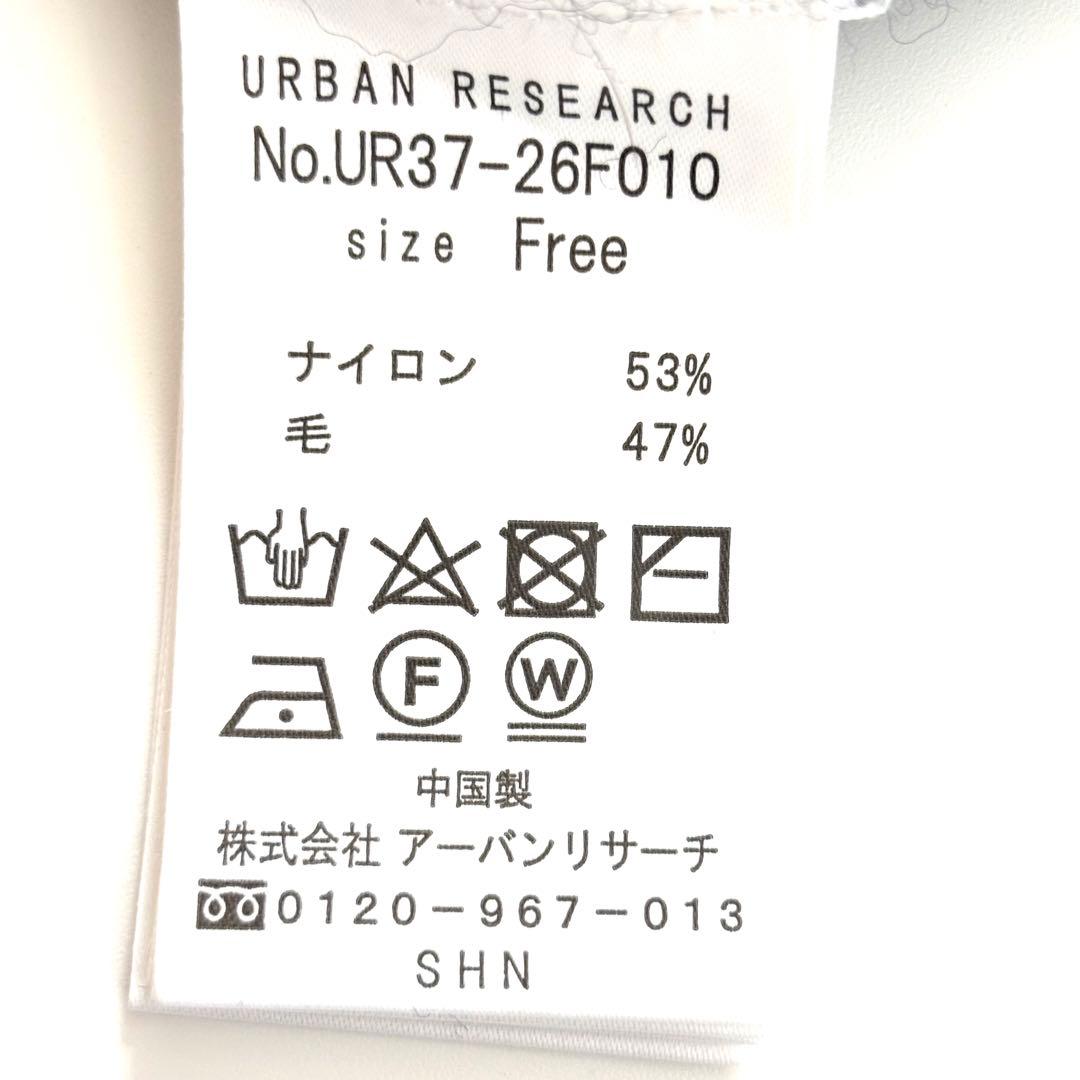 URBAN RESEARCH
No.UR37-26F010
size Free
ナイロン 53%
毛 47%
F W
中国製
株式会社 アーバンリサーチ
0120-967-013
SHN